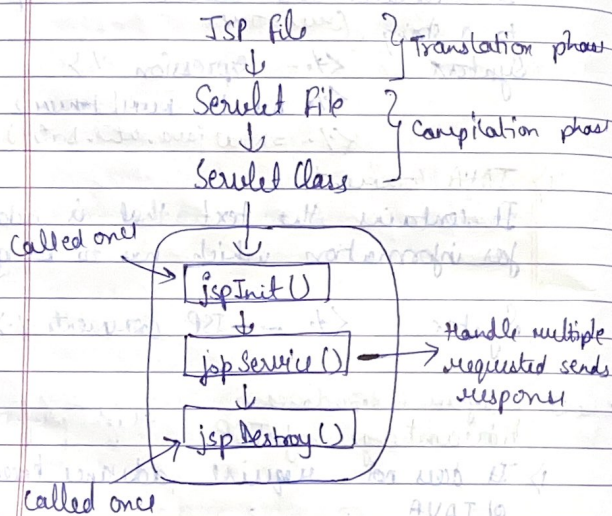 JSP File
Translation phase
Servlet File
Compilation phase
Servlet Class
Called once
jspInit()
jspService()
Handle multiple
requested sends
response
jspDestroy()
Called once